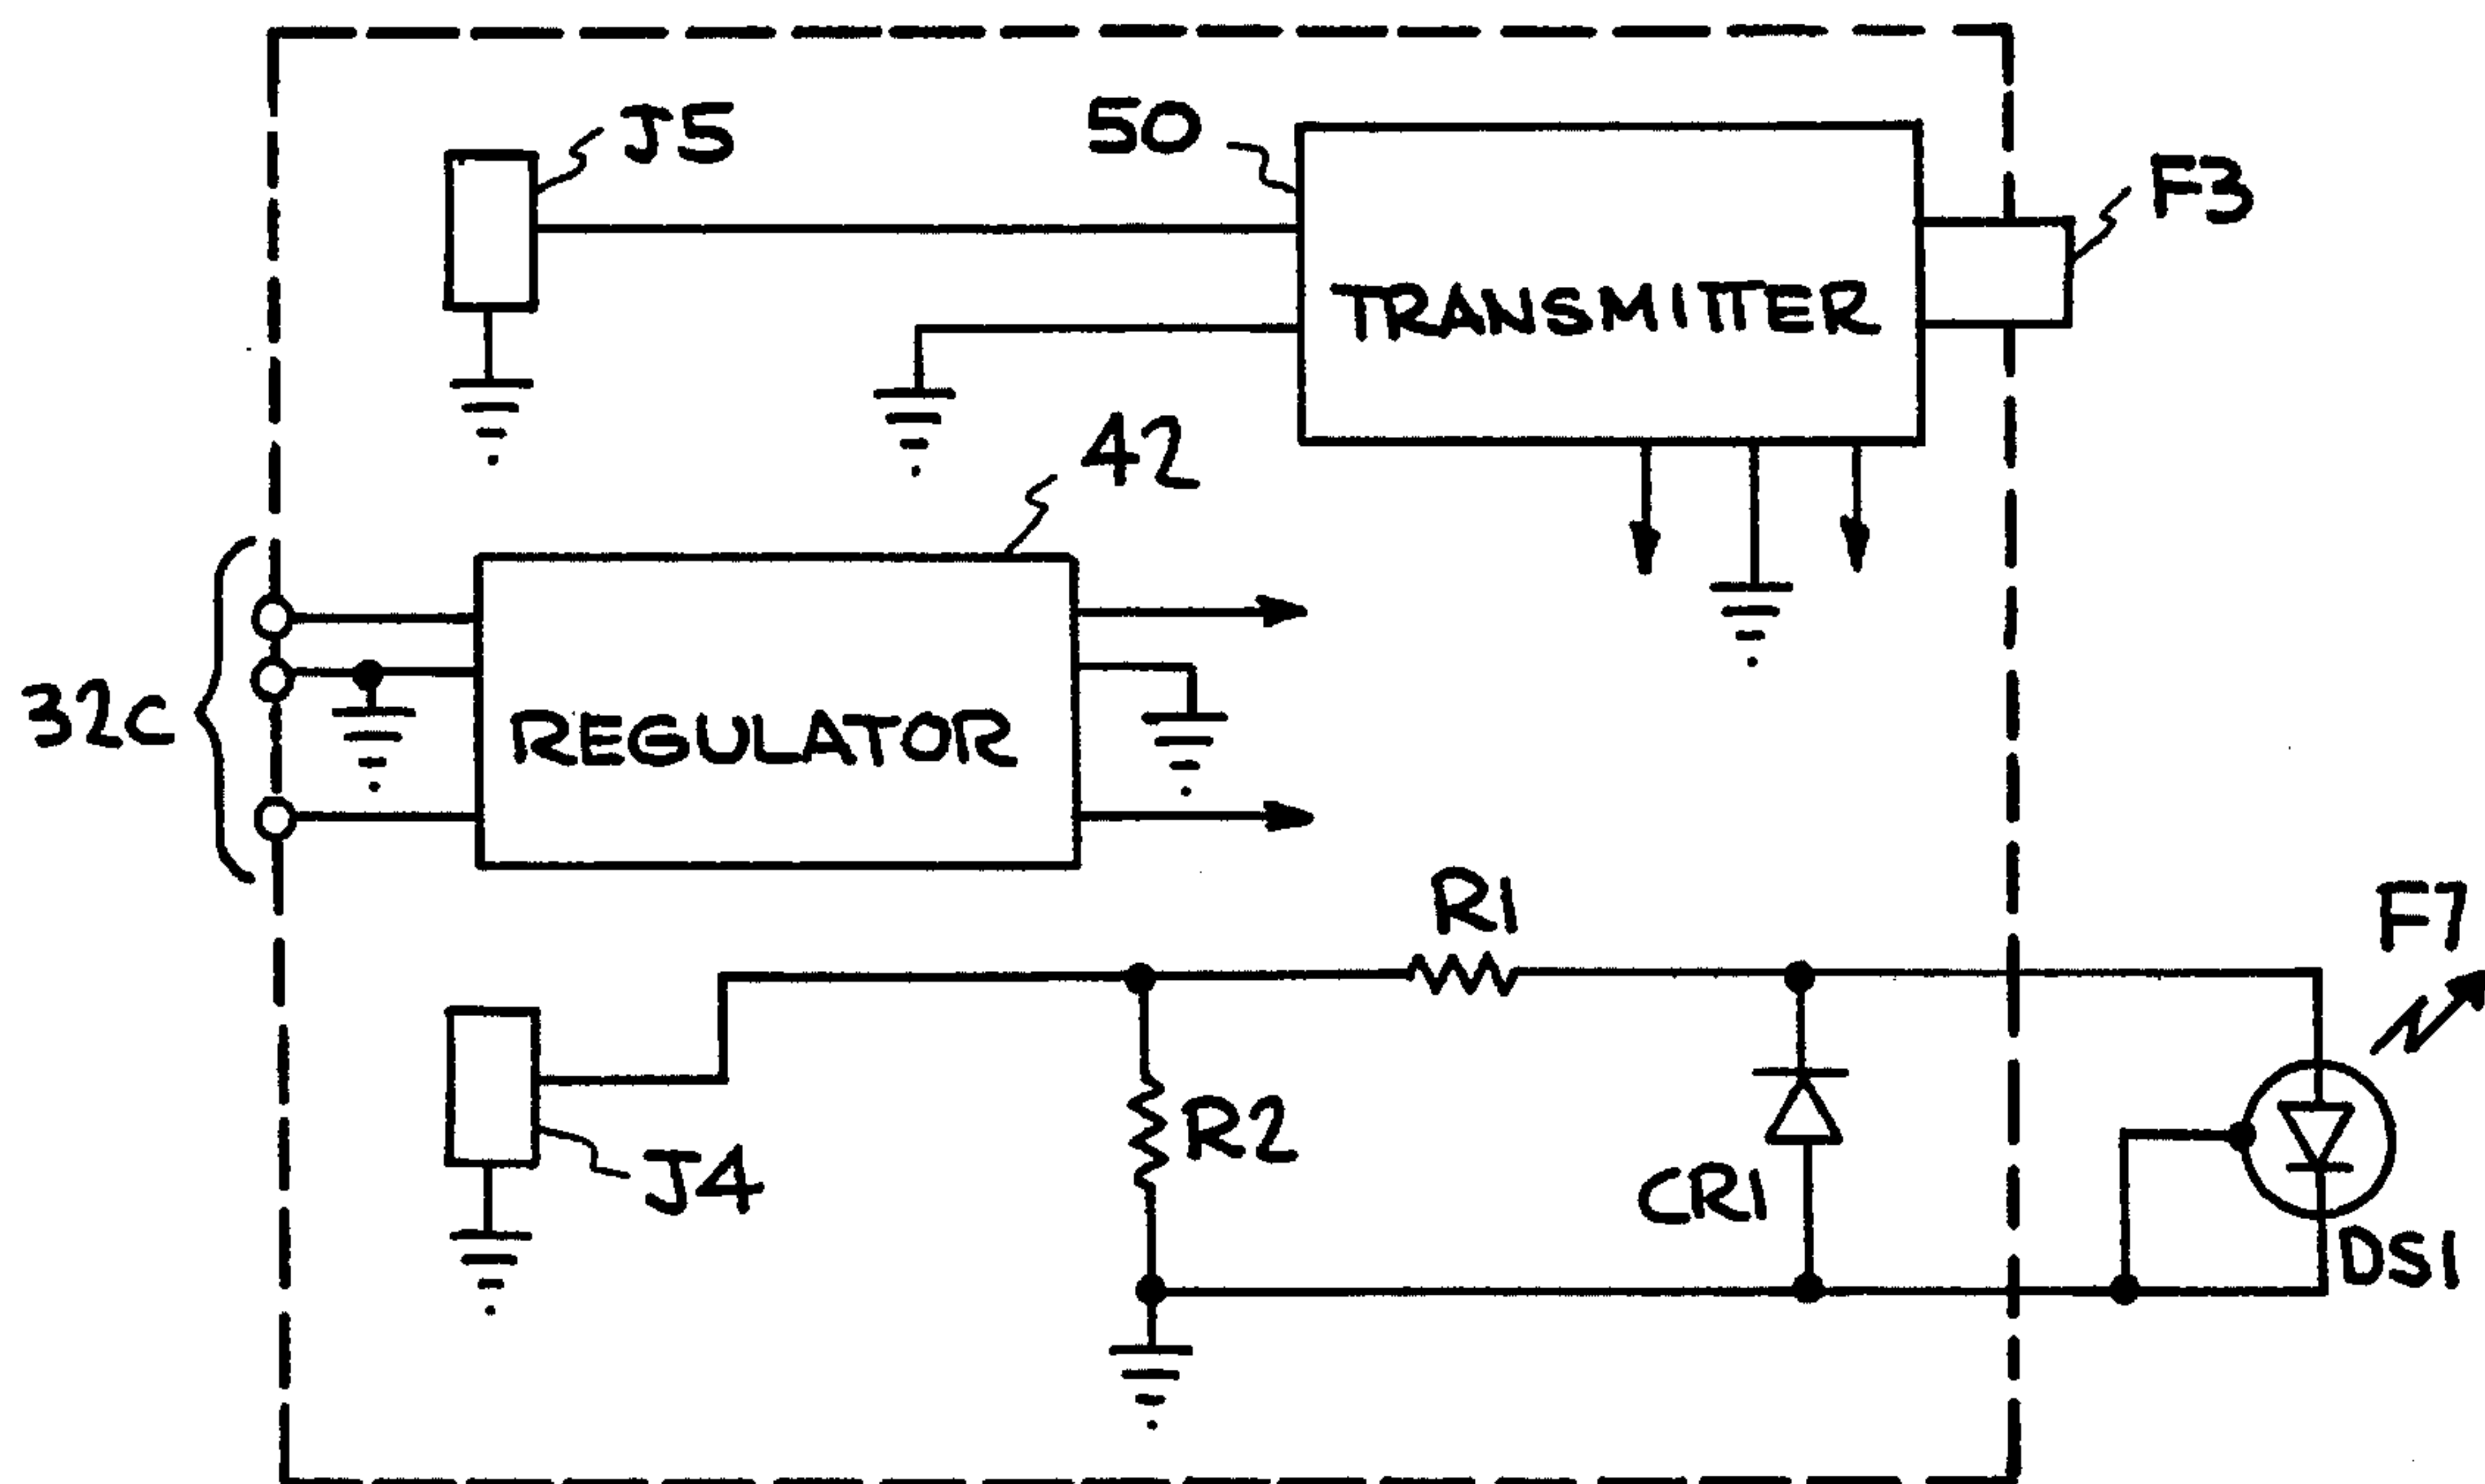 J5
50
F3
TRANSMITTER
42
32C
REGULATOR
R1
F7
J4
R2
CR1
DS1